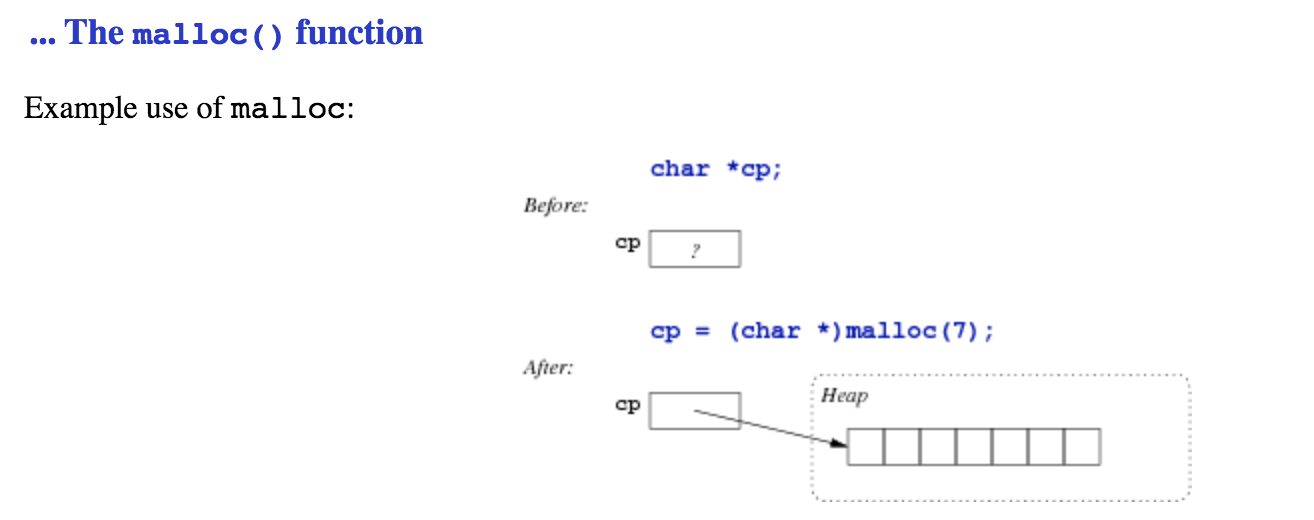 ... The malloc() function
Example use of malloc:
char *cp;
Before:
cp ?
cp = (char *)malloc(7);
After:
cp
Heap